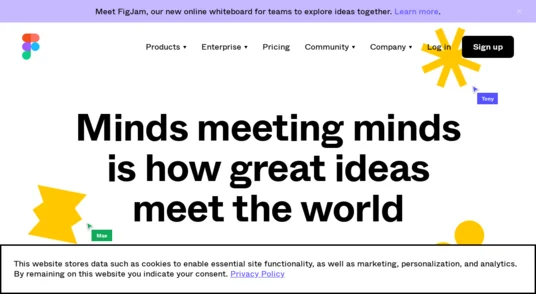 Meet FigJam, our new online whiteboard for teams to explore ideas together. Learn more.
Products Enterprise Pricing Community Company Log in Sign up
Tony
Minds meeting minds
is how great ideas
meet the world
Mae
This website stores data such as cookies to enable essential site functionality, as well as marketing, personalization, and analytics.
By remaining on this website you indicate your consent. Privacy Policy